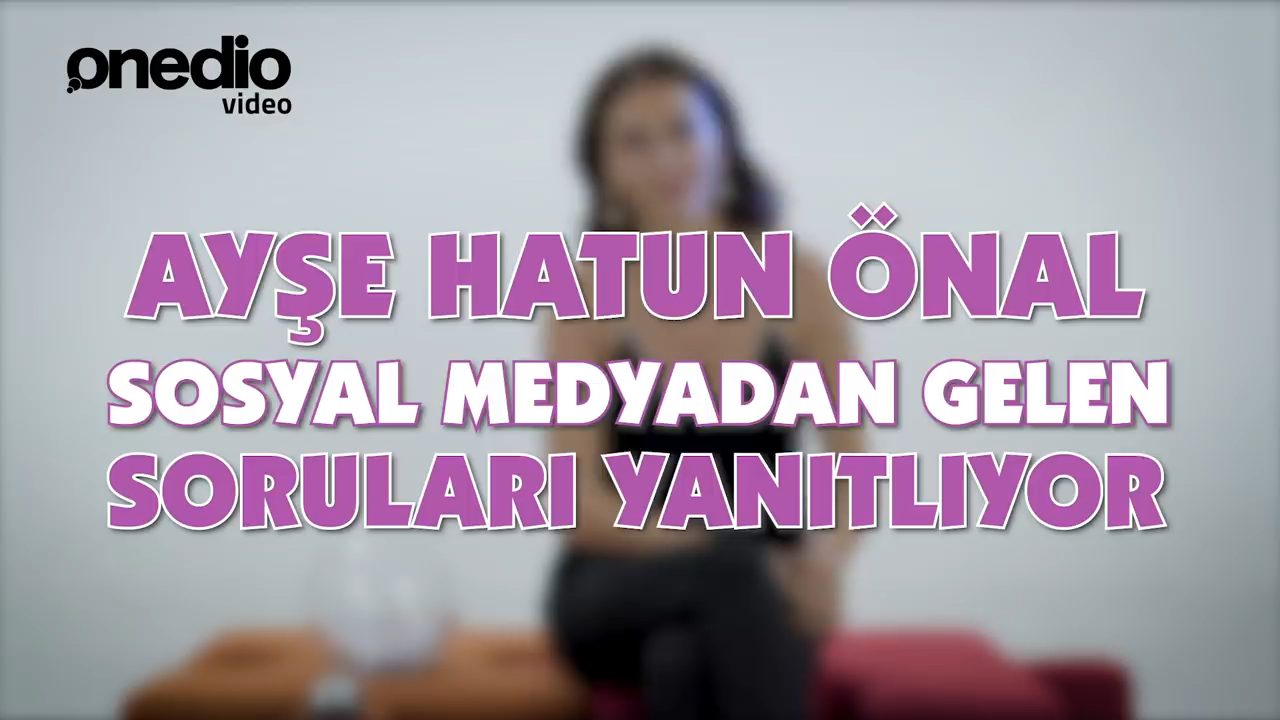 onedio
video
AYŞE HATUN ÖNAL
SOSYAL MEDYADAN GELEN
SORULARI YANITLIYOR